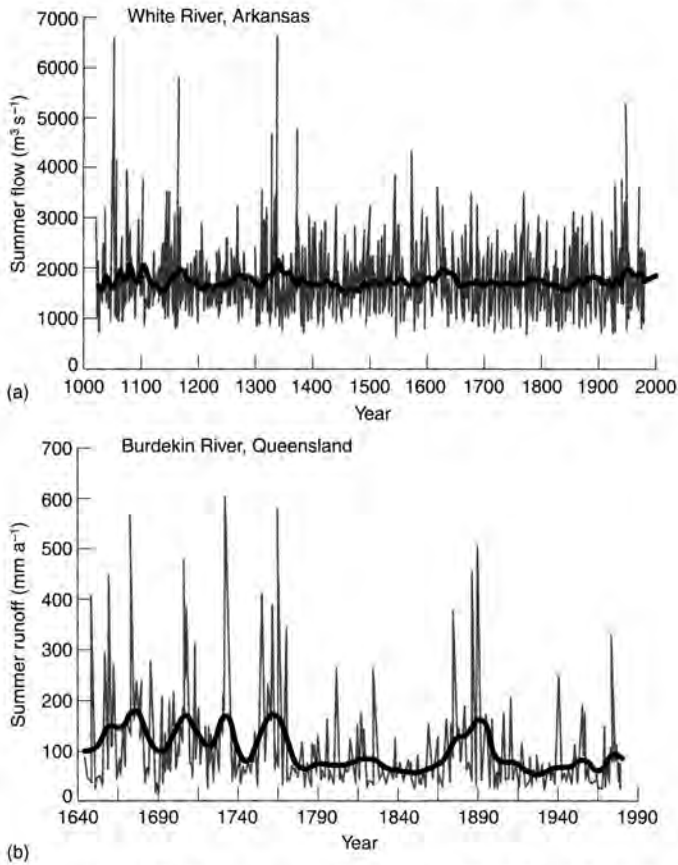 White River, Arkansas
7000
6000
5000
4000
3000
2000
1000
0
Summer flow (m³ s⁻¹)
1000 1100 1200 1300 1400 1500 1600 1700 1800 1900 2000
Year
(a)
Burdekin River, Queensland
700
600
500
400
300
200
100
0
Summer runoff (mm a⁻¹)
1640 1690 1740 1790 1840 1890 1940 1990
Year
(b)